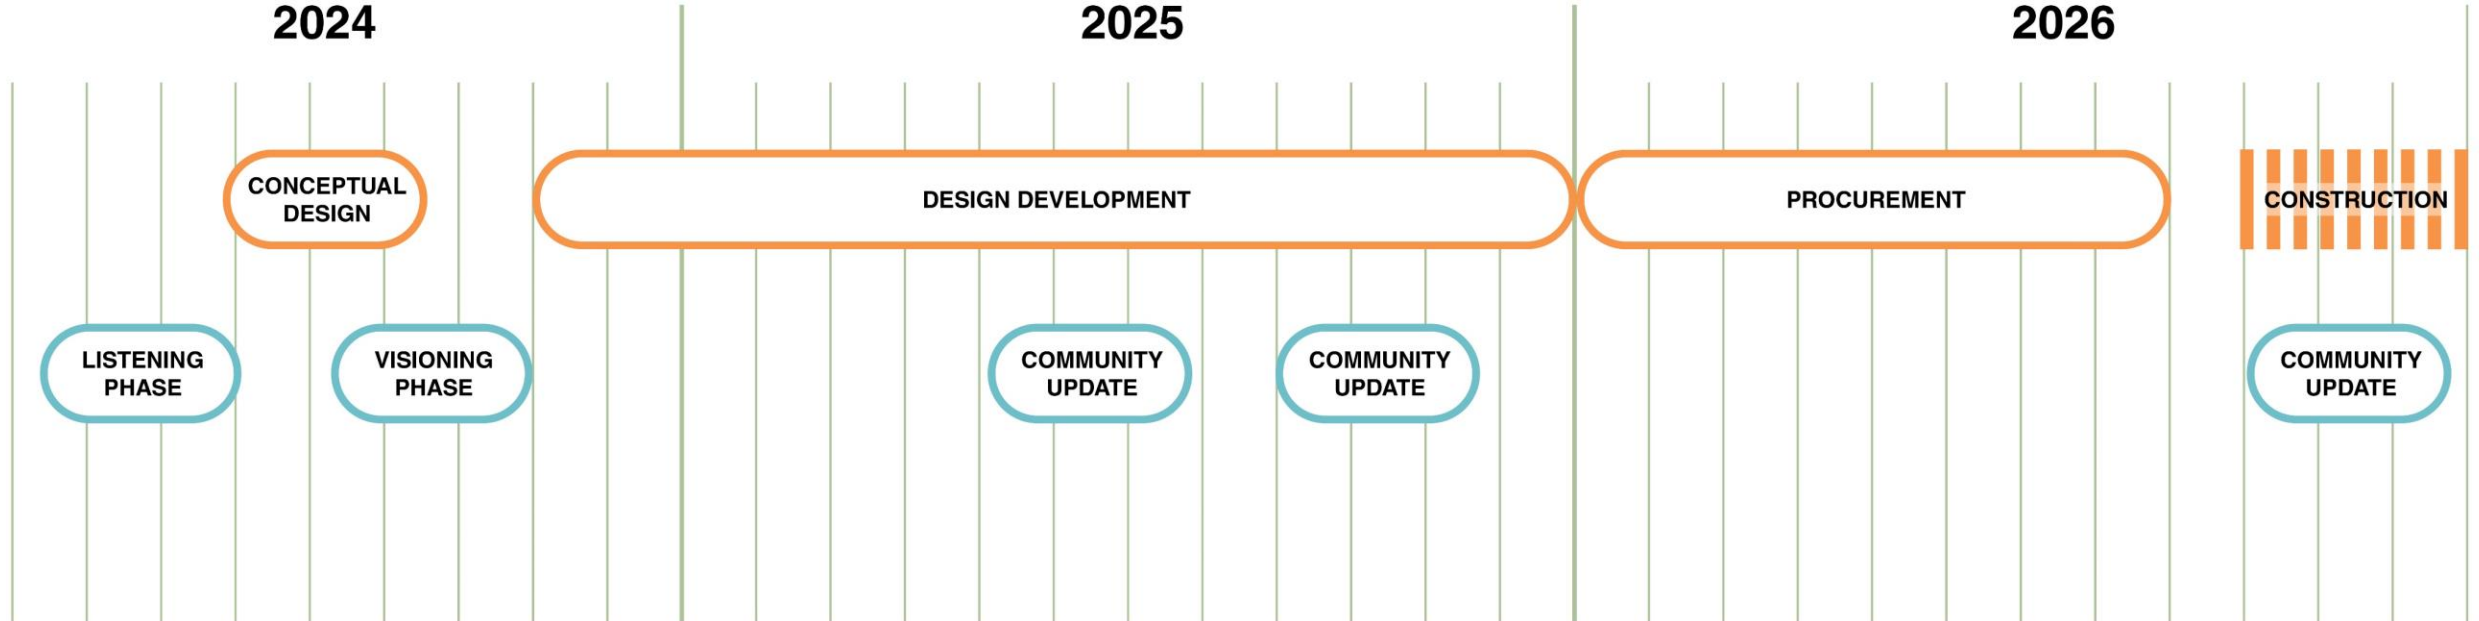 2024
2025
2026
CONCEPTUAL
DESIGN
DESIGN DEVELOPMENT
PROCUREMENT
CONSTRUCTION
LISTENING
PHASE
VISIONING
PHASE
COMMUNITY
UPDATE
COMMUNITY
UPDATE
COMMUNITY
UPDATE